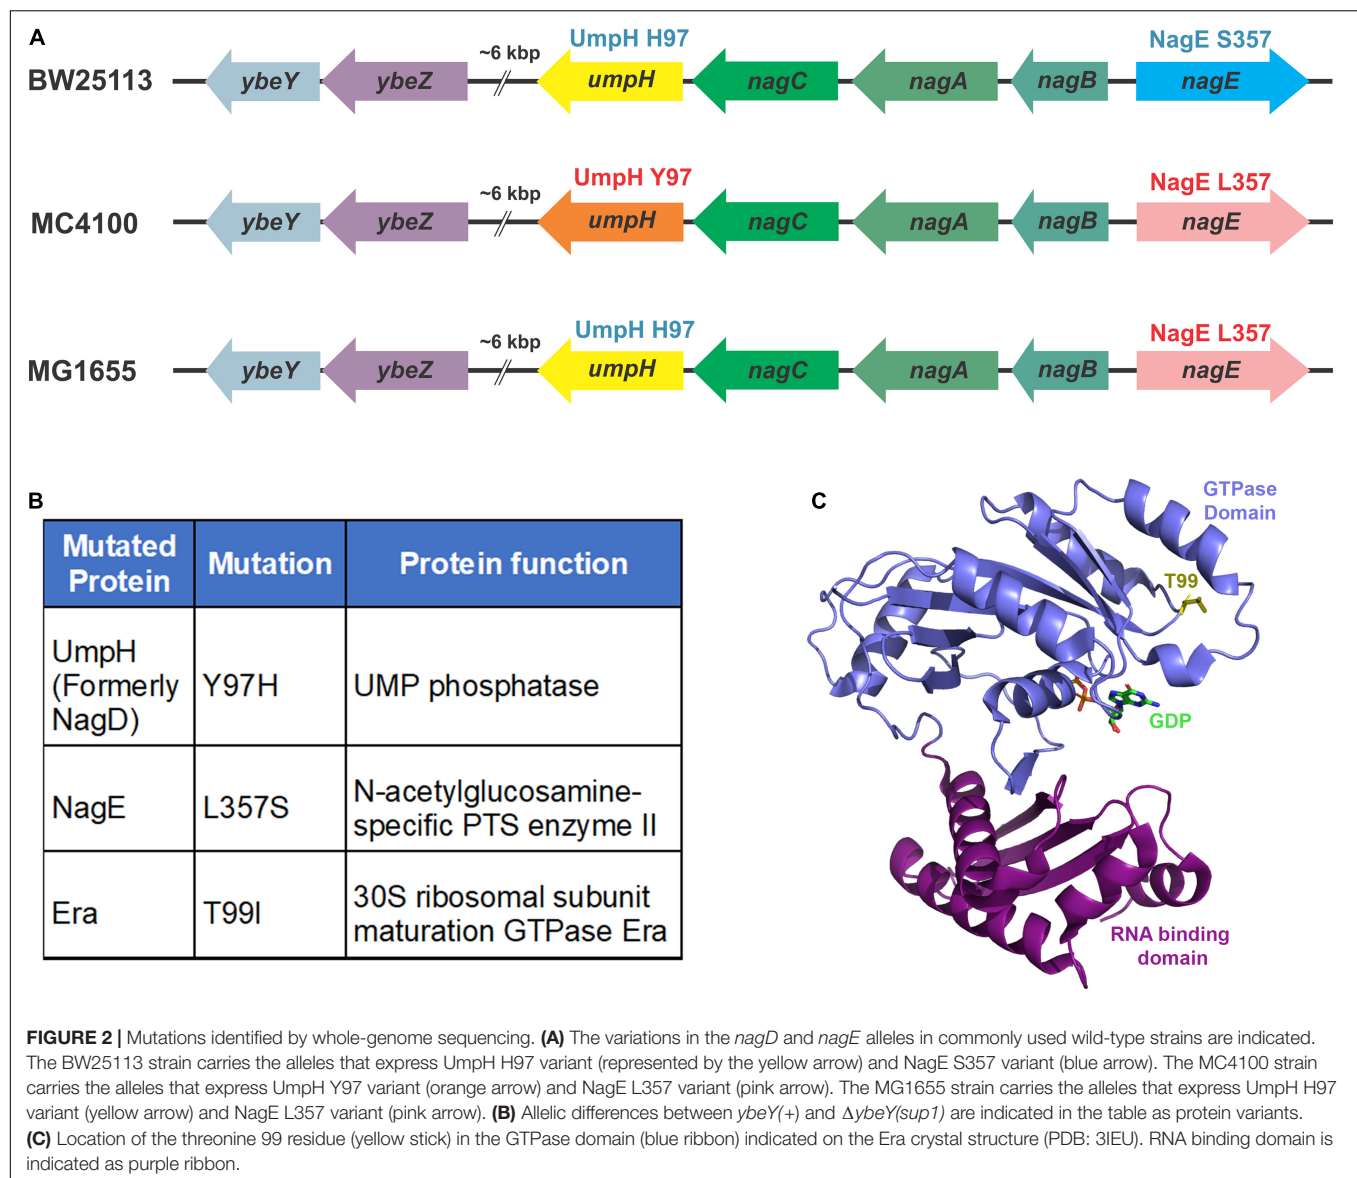 A
BW25113
ybeY
ybeZ
~6 kbp
UmpH H97
umpH
nagC
nagA
nagB
NagE S357
nagE
MC4100
ybeY
ybeZ
~6 kbp
UmpH Y97
umpH
nagC
nagA
nagB
NagE L357
nagE
MG1655
ybeY
ybeZ
~6 kbp
UmpH H97
umpH
nagC
nagA
nagB
NagE L357
nagE
B
Mutated
Protein
Mutation
Protein function
UmpH
(Formerly
NagD)
Y97H
UMP phosphatase
NagE
L357S
N-acetylglucosamine-
specific PTS enzyme II
Era
T99I
30S ribosomal subunit
maturation GTPase Era
C
GTPase
Domain
T99
GDP
RNA binding
domain
FIGURE 2 | Mutations identified by whole-genome sequencing. (A) The variations in the nagD and nagE alleles in commonly used wild-type strains are indicated.
The BW25113 strain carries the alleles that express UmpH H97 variant (represented by the yellow arrow) and NagE S357 variant (blue arrow). The MC4100 strain
carries the alleles that express UmpH Y97 variant (orange arrow) and NagE L357 variant (pink arrow). The MG1655 strain carries the alleles that express UmpH H97
variant (yellow arrow) and NagE L357 variant (pink arrow). (B) Allelic differences between ybeY(+) and ΔybeY(sup1) are indicated in the table as protein variants.
(C) Location of the threonine 99 residue (yellow stick) in the GTPase domain (blue ribbon) indicated on the Era crystal structure (PDB: 3IEU). RNA binding domain is
indicated as purple ribbon.